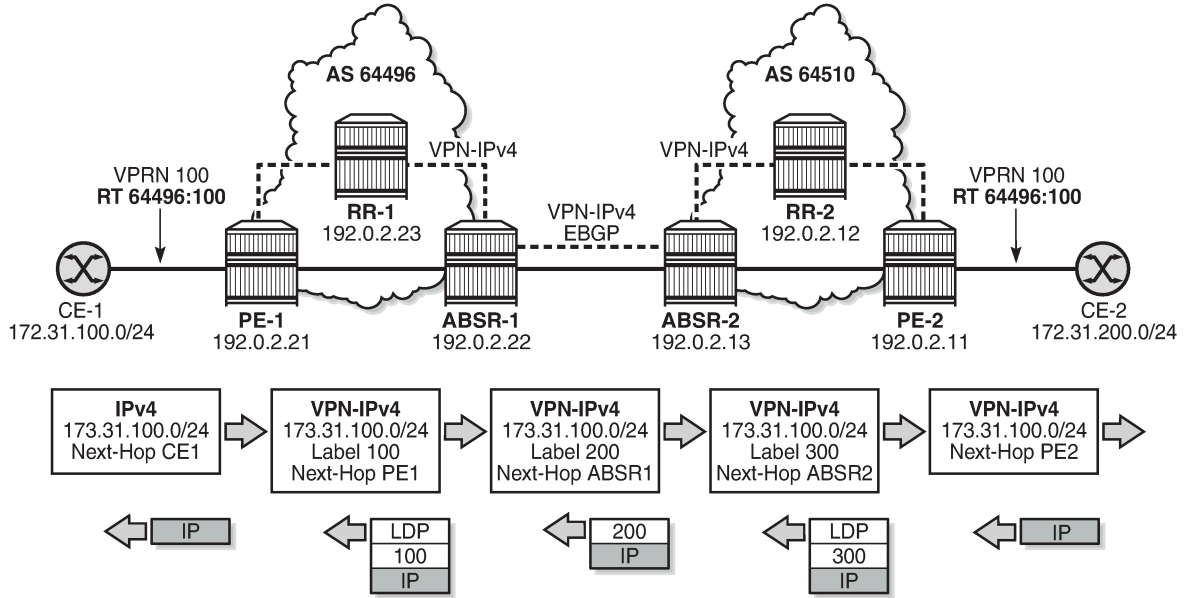 AS 64496
AS 64510
VPN-IPv4
VPN-IPv4
VPRN 100
RT 64496:100
VPRN 100
RT 64496:100
RR-1
192.0.2.23
VPN-IPv4
EBGP
RR-2
192.0.2.12
CE-1
172.31.100.0/24
PE-1
192.0.2.21
ABSR-1
192.0.2.22
ABSR-2
192.0.2.13
PE-2
192.0.2.11
CE-2
172.31.200.0/24
IPv4
173.31.100.0/24
Next-Hop CE1
VPN-IPv4
173.31.100.0/24
Label 100
Next-Hop PE1
VPN-IPv4
173.31.100.0/24
Label 200
Next-Hop ABSR1
VPN-IPv4
173.31.100.0/24
Label 300
Next-Hop ABSR2
VPN-IPv4
173.31.100.0/24
Next-Hop PE2
IP
LDP
100
IP
200
IP
LDP
300
IP
IP